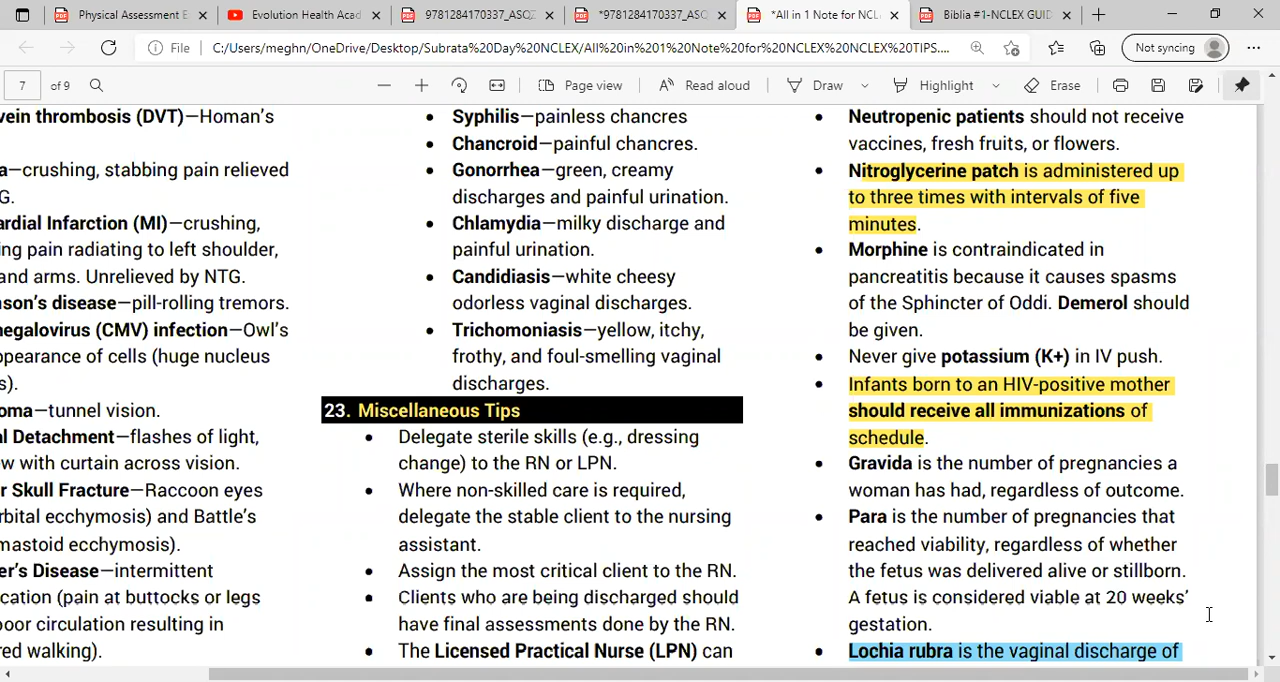 Physical Assessment E
Evolution Health Acad
9781284170337_ASQ
*9781284170337_ASQ
*All in 1 Note for NCL
Biblia #1-NCLEX GUID
File
C:/Users/meghn/OneDrive/Desktop/Subrata%20Day%20NCLEX/All%20in%201%20Note%20for%20NCLEX%20NCLEX%20TIPS....
Not syncing
7 of 9
Page view
Read aloud
Draw
Highlight
Erase
vein thrombosis (DVT)—Homan's
a—crushing, stabbing pain relieved
G.
ardial Infarction (MI)—crushing,
ing pain radiating to left shoulder,
and arms. Unrelieved by NTG.
nson's disease—pill-rolling tremors.
negalovirus (CMV) infection—Owl's
ppearance of cells (huge nucleus
s).
oma—tunnel vision.
al Detachment—flashes of light,
ew with curtain across vision.
r Skull Fracture—Raccoon eyes
orbital ecchymosis) and Battle's
mastoid ecchymosis).
er's Disease—intermittent
cation (pain at buttocks or legs
poor circulation resulting in
red walking).
• Syphilis—painless chancres
• Chancroid—painful chancres.
• Gonorrhea—green, creamy
discharges and painful urination.
• Chlamydia—milky discharge and
painful urination.
• Candidiasis—white cheesy
odorless vaginal discharges.
• Trichomoniasis—yellow, itchy,
frothy, and foul-smelling vaginal
discharges.
23. Miscellaneous Tips
• Delegate sterile skills (e.g., dressing
change) to the RN or LPN.
• Where non-skilled care is required,
delegate the stable client to the nursing
assistant.
• Assign the most critical client to the RN.
• Clients who are being discharged should
have final assessments done by the RN.
• The Licensed Practical Nurse (LPN) can
• Neutropenic patients should not receive
vaccines, fresh fruits, or flowers.
• Nitroglycerine patch is administered up
to three times with intervals of five
minutes.
• Morphine is contraindicated in
pancreatitis because it causes spasms
of the Sphincter of Oddi. Demerol should
be given.
• Never give potassium (K+) in IV push.
• Infants born to an HIV-positive mother
should receive all immunizations of
schedule.
• Gravida is the number of pregnancies a
woman has had, regardless of outcome.
• Para is the number of pregnancies that
reached viability, regardless of whether
the fetus was delivered alive or stillborn.
A fetus is considered viable at 20 weeks'
gestation.
• Lochia rubra is the vaginal discharge of